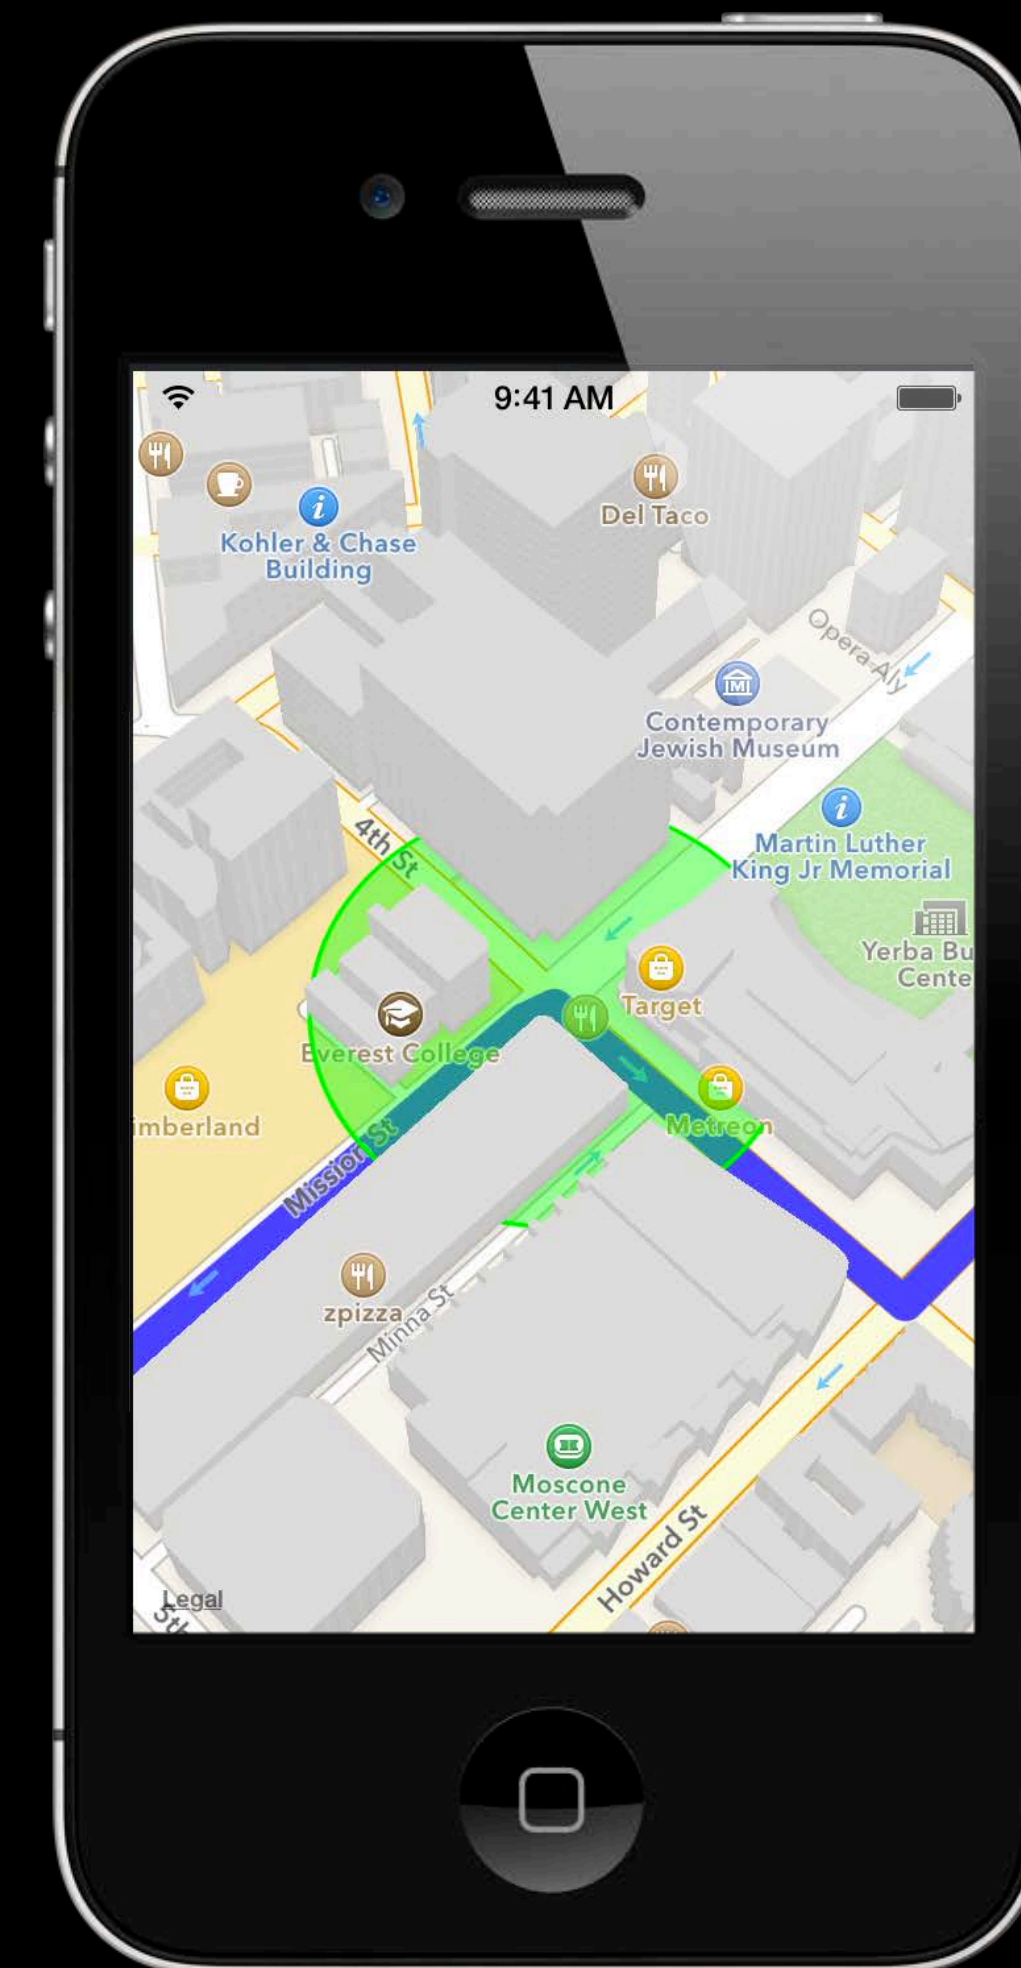 9:41 AM
Del Taco
Kohler & Chase
Building
Opera Aly
Contemporary
Jewish Museum
4th St
Martin Luther
King Jr Memorial
Yerba Bu
Cente
Target
Everest College
imberland
Metreon
Mission St
zpizza
Minna St
Moscone
Center West
Howard St
Legal
5th